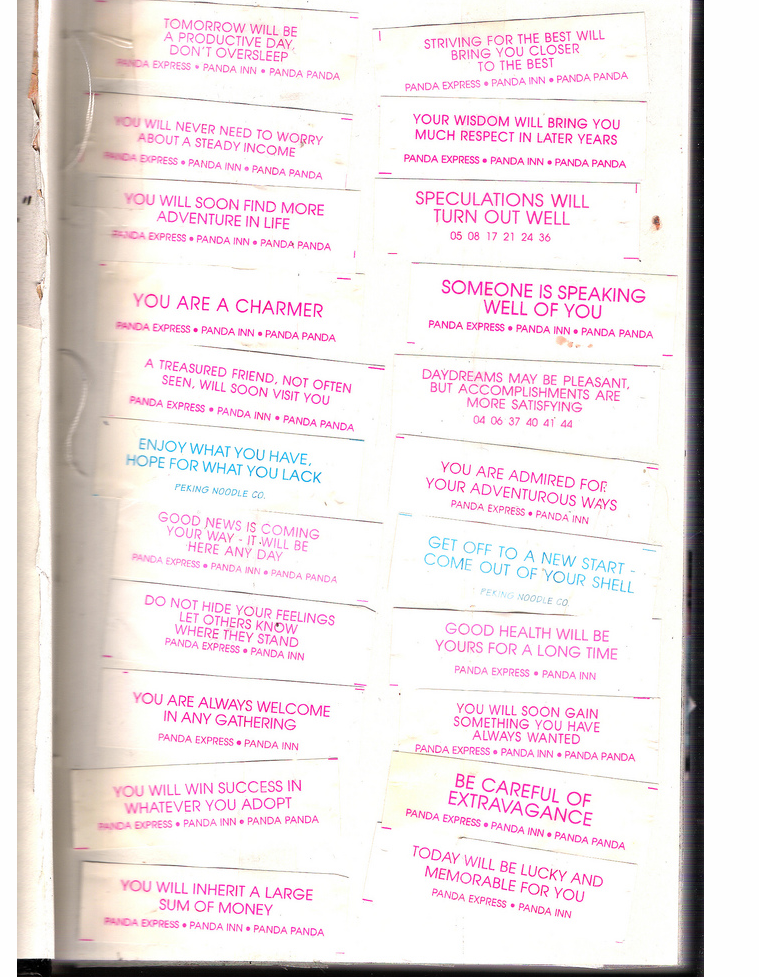 TOMORROW WILL BE
A PRODUCTIVE DAY.
DON'T OVERSLEEP
PANDA EXPRESS • PANDA INN • PANDA PANDA
YOU WILL NEVER NEED TO WORRY
ABOUT A STEADY INCOME
PANDA EXPRESS • PANDA INN • PANDA PANDA
YOU WILL SOON FIND MORE
ADVENTURE IN LIFE
PANDA EXPRESS • PANDA INN • PANDA PANDA
YOU ARE A CHARMER
PANDA EXPRESS • PANDA INN • PANDA PANDA
A TREASURED FRIEND, NOT OFTEN
SEEN, WILL SOON VISIT YOU
PANDA EXPRESS • PANDA INN • PANDA PANDA
ENJOY WHAT YOU HAVE,
HOPE FOR WHAT YOU LACK
PEKING NOODLE CO.
GOOD NEWS IS COMING
YOUR WAY - IT WILL BE
HERE ANY DAY
PANDA EXPRESS • PANDA INN • PANDA PANDA
DO NOT HIDE YOUR FEELINGS
LET OTHERS KNOW
WHERE THEY STAND
PANDA EXPRESS • PANDA INN
YOU ARE ALWAYS WELCOME
IN ANY GATHERING
PANDA EXPRESS • PANDA INN
YOU WILL WIN SUCCESS IN
WHATEVER YOU ADOPT
PANDA EXPRESS • PANDA INN • PANDA PANDA
YOU WILL INHERIT A LARGE
SUM OF MONEY
PANDA EXPRESS • PANDA INN • PANDA PANDA
STRIVING FOR THE BEST WILL
BRING YOU CLOSER
TO THE BEST
PANDA EXPRESS • PANDA INN • PANDA PANDA
YOUR WISDOM WILL BRING YOU
MUCH RESPECT IN LATER YEARS
PANDA EXPRESS • PANDA INN • PANDA PANDA
SPECULATIONS WILL
TURN OUT WELL
05 08 17 21 24 36
SOMEONE IS SPEAKING
WELL OF YOU
PANDA EXPRESS • PANDA INN • PANDA PANDA
DAYDREAMS MAY BE PLEASANT,
BUT ACCOMPLISHMENTS ARE
MORE SATISFYING
04 06 37 40 41 44
YOU ARE ADMIRED FOR
YOUR ADVENTUROUS WAYS
PANDA EXPRESS • PANDA INN
GET OFF TO A NEW START -
COME OUT OF YOUR SHELL
PEKING NOODLE CO.
GOOD HEALTH WILL BE
YOURS FOR A LONG TIME
PANDA EXPRESS • PANDA INN
YOU WILL SOON GAIN
SOMETHING YOU HAVE
ALWAYS WANTED
PANDA EXPRESS • PANDA INN • PANDA PANDA
BE CAREFUL OF
EXTRAVAGANCE
PANDA EXPRESS • PANDA INN • PANDA PANDA
TODAY WILL BE LUCKY AND
MEMORABLE FOR YOU
PANDA EXPRESS • PANDA INN